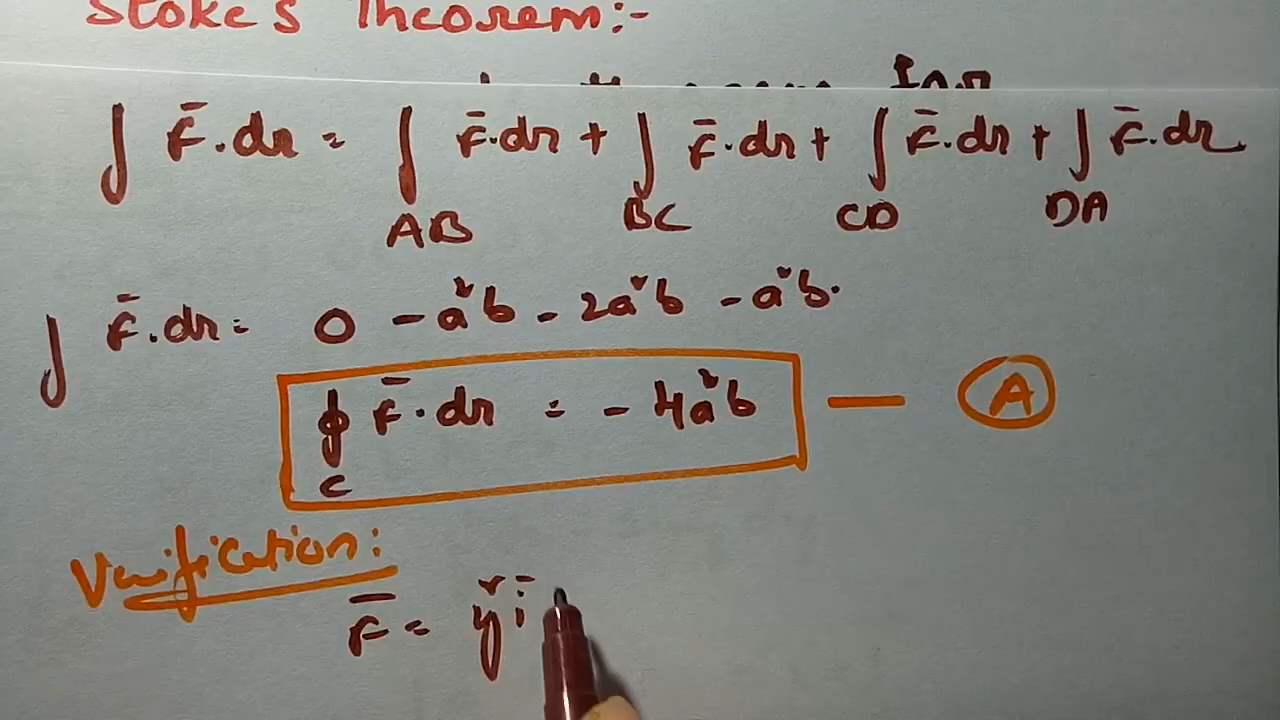 Stoke's Theorem:-
∫ F̄.dr = ∫ F̄.dr + ∫ F̄.dr + ∫ F̄.dr + ∫ F̄.dr
AB BC CD DA
∫ F̄.dr = 0 - a²b - 2a²b - a²b.
∮ F̄.dr = - 4a²b — A
C
Verification:
F̄ = y² ī